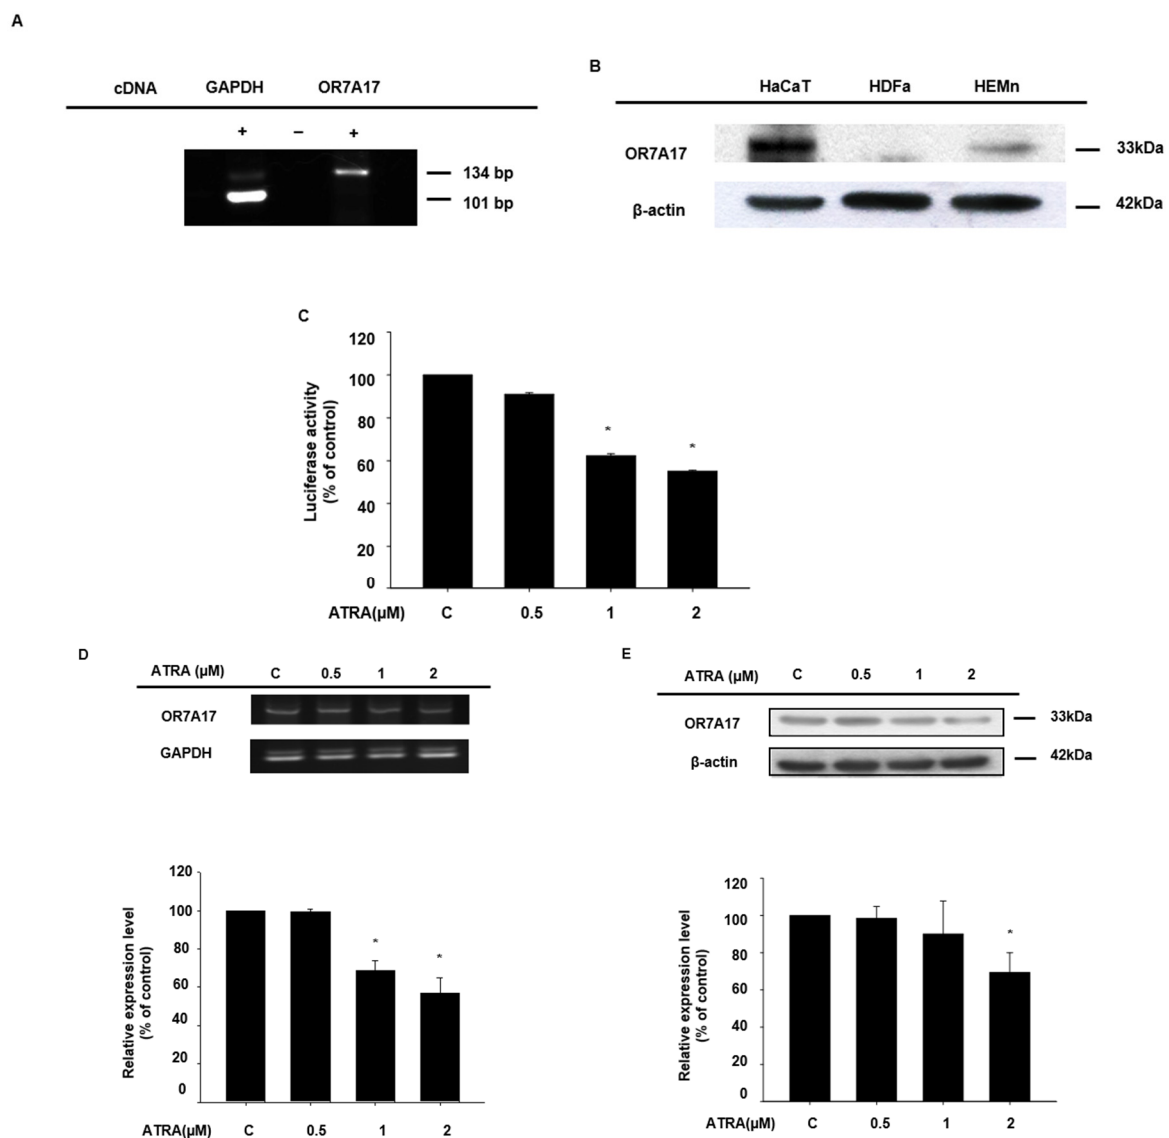 A
cDNA GAPDH OR7A17
+ – +
134 bp
101 bp
B
HaCaT HDFa HEMn
OR7A17 33kDa
β-actin 42kDa
C
Luciferase activity
(% of control)
120
100
80
60
40
20
0
ATRA(µM) C 0.5 1 2
* *
D
ATRA (µM) C 0.5 1 2
OR7A17
GAPDH
Relative expression level
(% of control)
120
100
80
60
40
20
0
* *
ATRA(µM) C 0.5 1 2
E
ATRA (µM) C 0.5 1 2
OR7A17 33kDa
β-actin 42kDa
Relative expression level
(% of control)
120
100
80
60
40
20
0
*
ATRA(µM) C 0.5 1 2